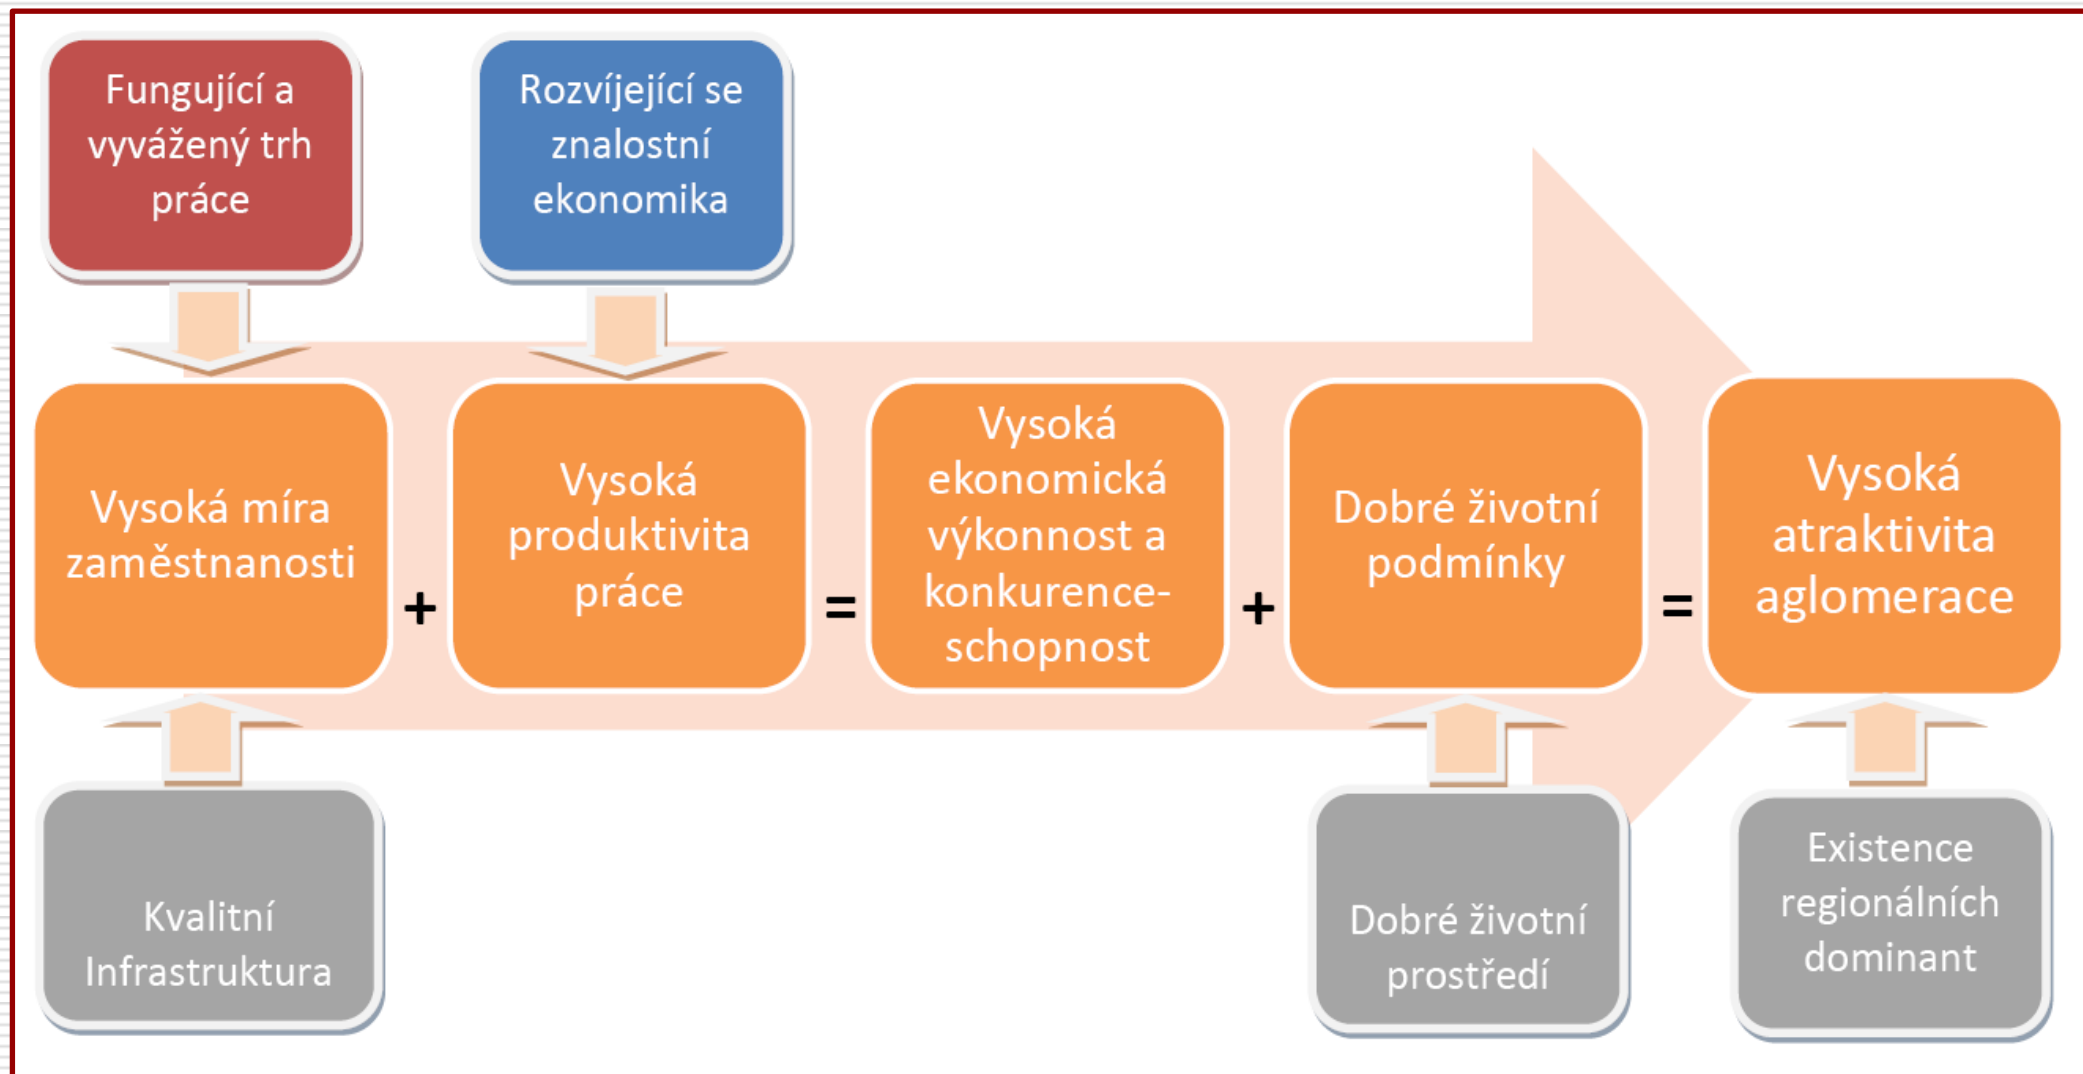 Fungující a
vyvážený trh
práce
Rozvíjející se
znalostní
ekonomika
Vysoká míra
zaměstnanosti
+
Vysoká
produktivita
práce
=
Vysoká
ekonomická
výkonnost a
konkurence-
schopnost
+
Dobré životní
podmínky
=
Vysoká
atraktivita
aglomerace
Kvalitní
Infrastruktura
Dobré životní
prostředí
Existence
regionálních
dominant